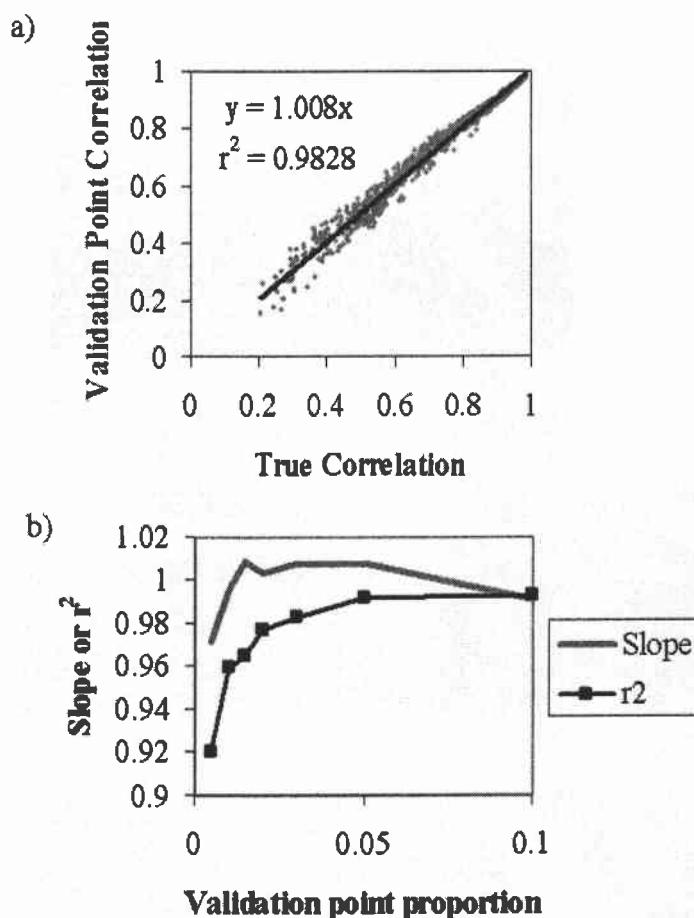 a)
Validation Point Correlation
1
0.8
0.6
0.4
0.2
0
y = 1.008x
r² = 0.9828
0 0.2 0.4 0.6 0.8 1
True Correlation
b)
Slope or r²
1.02
1
0.98
0.96
0.94
0.92
0.9
0 0.05 0.1
Validation point proportion
Slope
r2